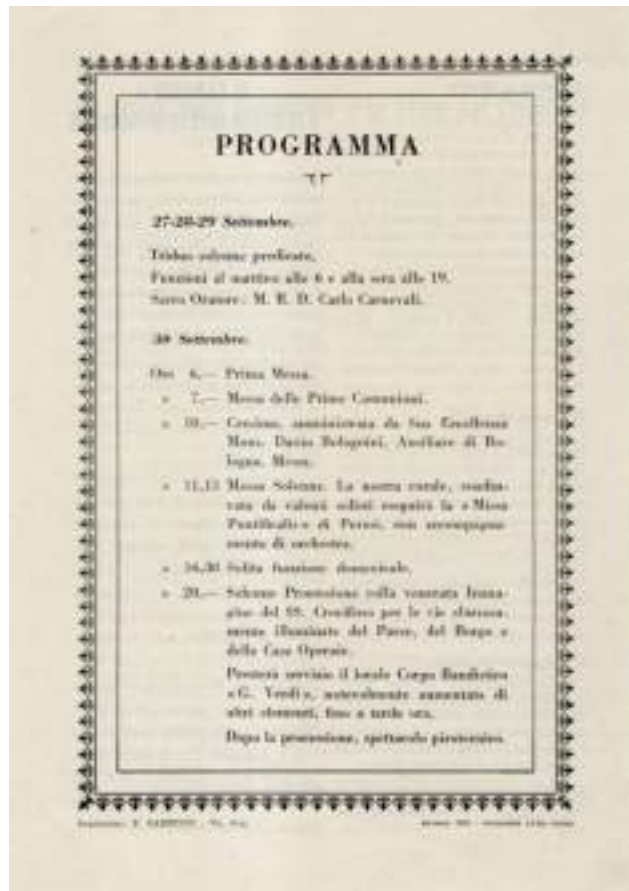 PROGRAMMA
27-28-29 Settembre.
Triduo solenne predicato.
Funzioni al mattino alle 6 e alla sera alle 19.
Sacro Oratore: M. R. D. Carlo Carnevali.
30 Settembre.
Ore 6,— Prima Messa.
» 7,— Messa delle Prime Comunioni.
» 10,— Cresime, amministrata da Sua Eccellenza
Mons. Danio Bolognini, Ausiliare di Bo-
logna. Messa.
» 11,15 Messa Solenne. La nostra corale, coadiu-
vata da valenti solisti eseguirà la « Missa
Pontificalis » di Perosi, con accompagna-
mento di orchestra.
» 16,30 Solita funzione domenicale.
» 20,— Solenne Processione colla venerata Imma-
gine del SS. Crocifisso per le vie sfarzosa-
mente illuminate del Paese, del Borgo e
delle Case Operaie.
Presterà servizio il locale Corpo Bandistico
« G. Verdi », notevolmente aumentato di
altri elementi, fino a tarda ora.
Dopo la processione, spettacolo pirotecnico.